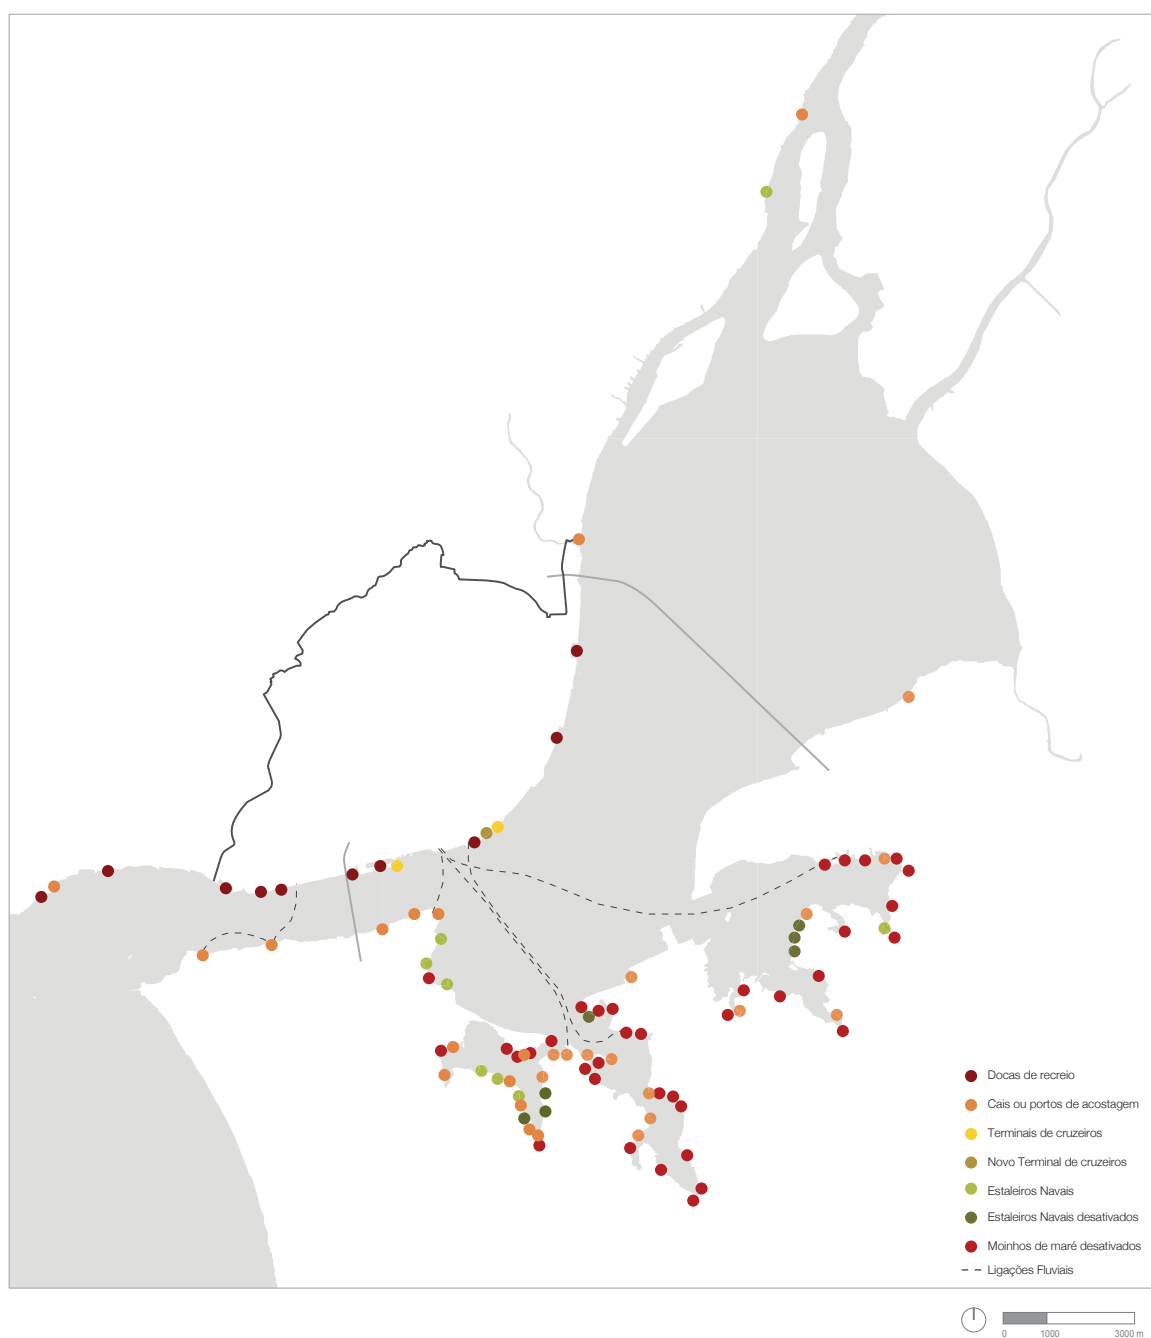 Docas de recreio
Cais ou portos de acostagem
Terminais de cruzeiros
Novo Terminal de cruzeiros
Estaleiros Navais
Estaleiros Navais desativados
Moinhos de maré desativados
Ligações Fluviais
0 1000 3000 m